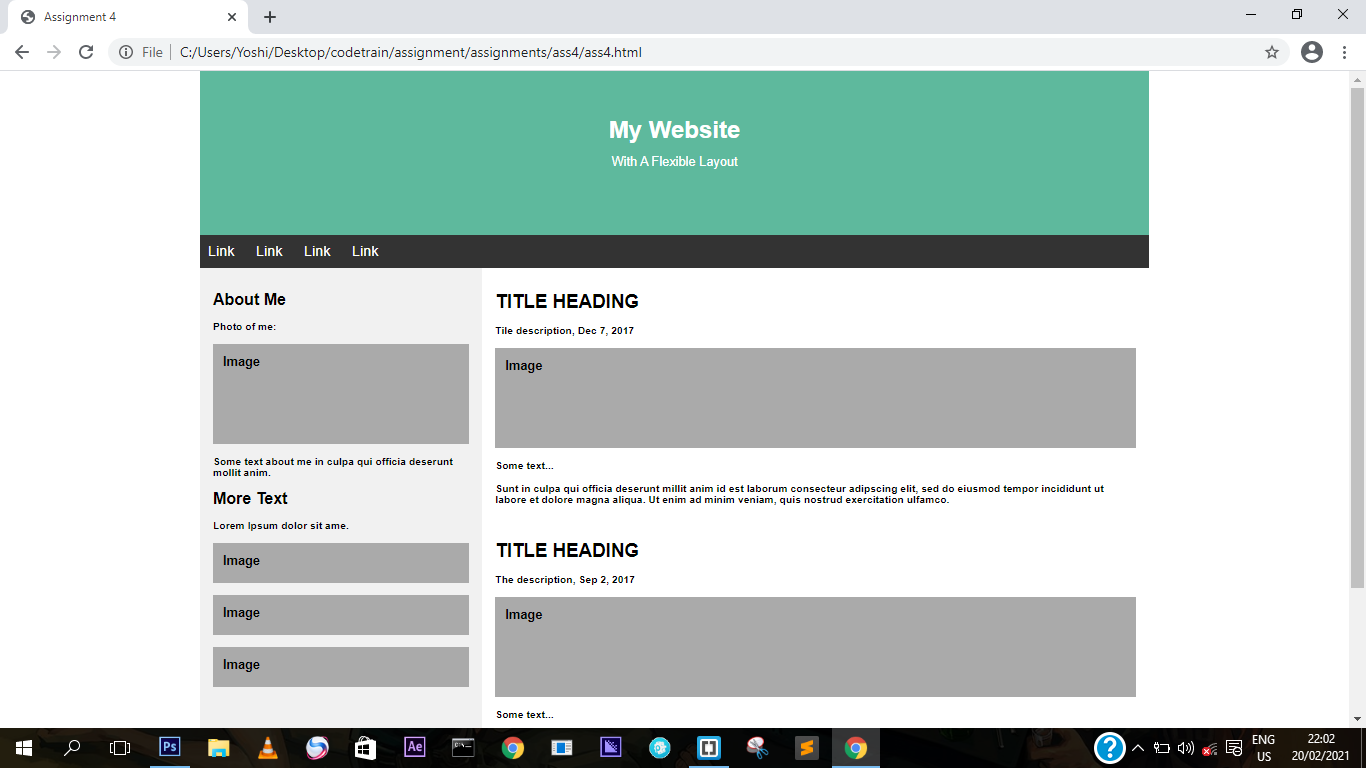 Assignment 4
File
C:/Users/Yoshi/Desktop/codetrain/assignment/assignments/ass4/ass4.html
My Website
With A Flexible Layout
Link Link Link Link
About Me
Photo of me:
Image
Some text about me in culpa qui officia deserunt
mollit anim.
More Text
Lorem Ipsum dolor sit ame.
Image
Image
Image
TITLE HEADING
Tile description, Dec 7, 2017
Image
Some text...
Sunt in culpa qui officia deserunt millit anim id est laborum consecteur adipscing elit, sed do eiusmod tempor incididunt ut
labore et dolore magna aliqua. Ut enim ad minim veniam, quis nostrud exercitation ulfamco.
TITLE HEADING
The description, Sep 2, 2017
Image
Some text...
Ps
Ae
ENG
US
22:02
20/02/2021